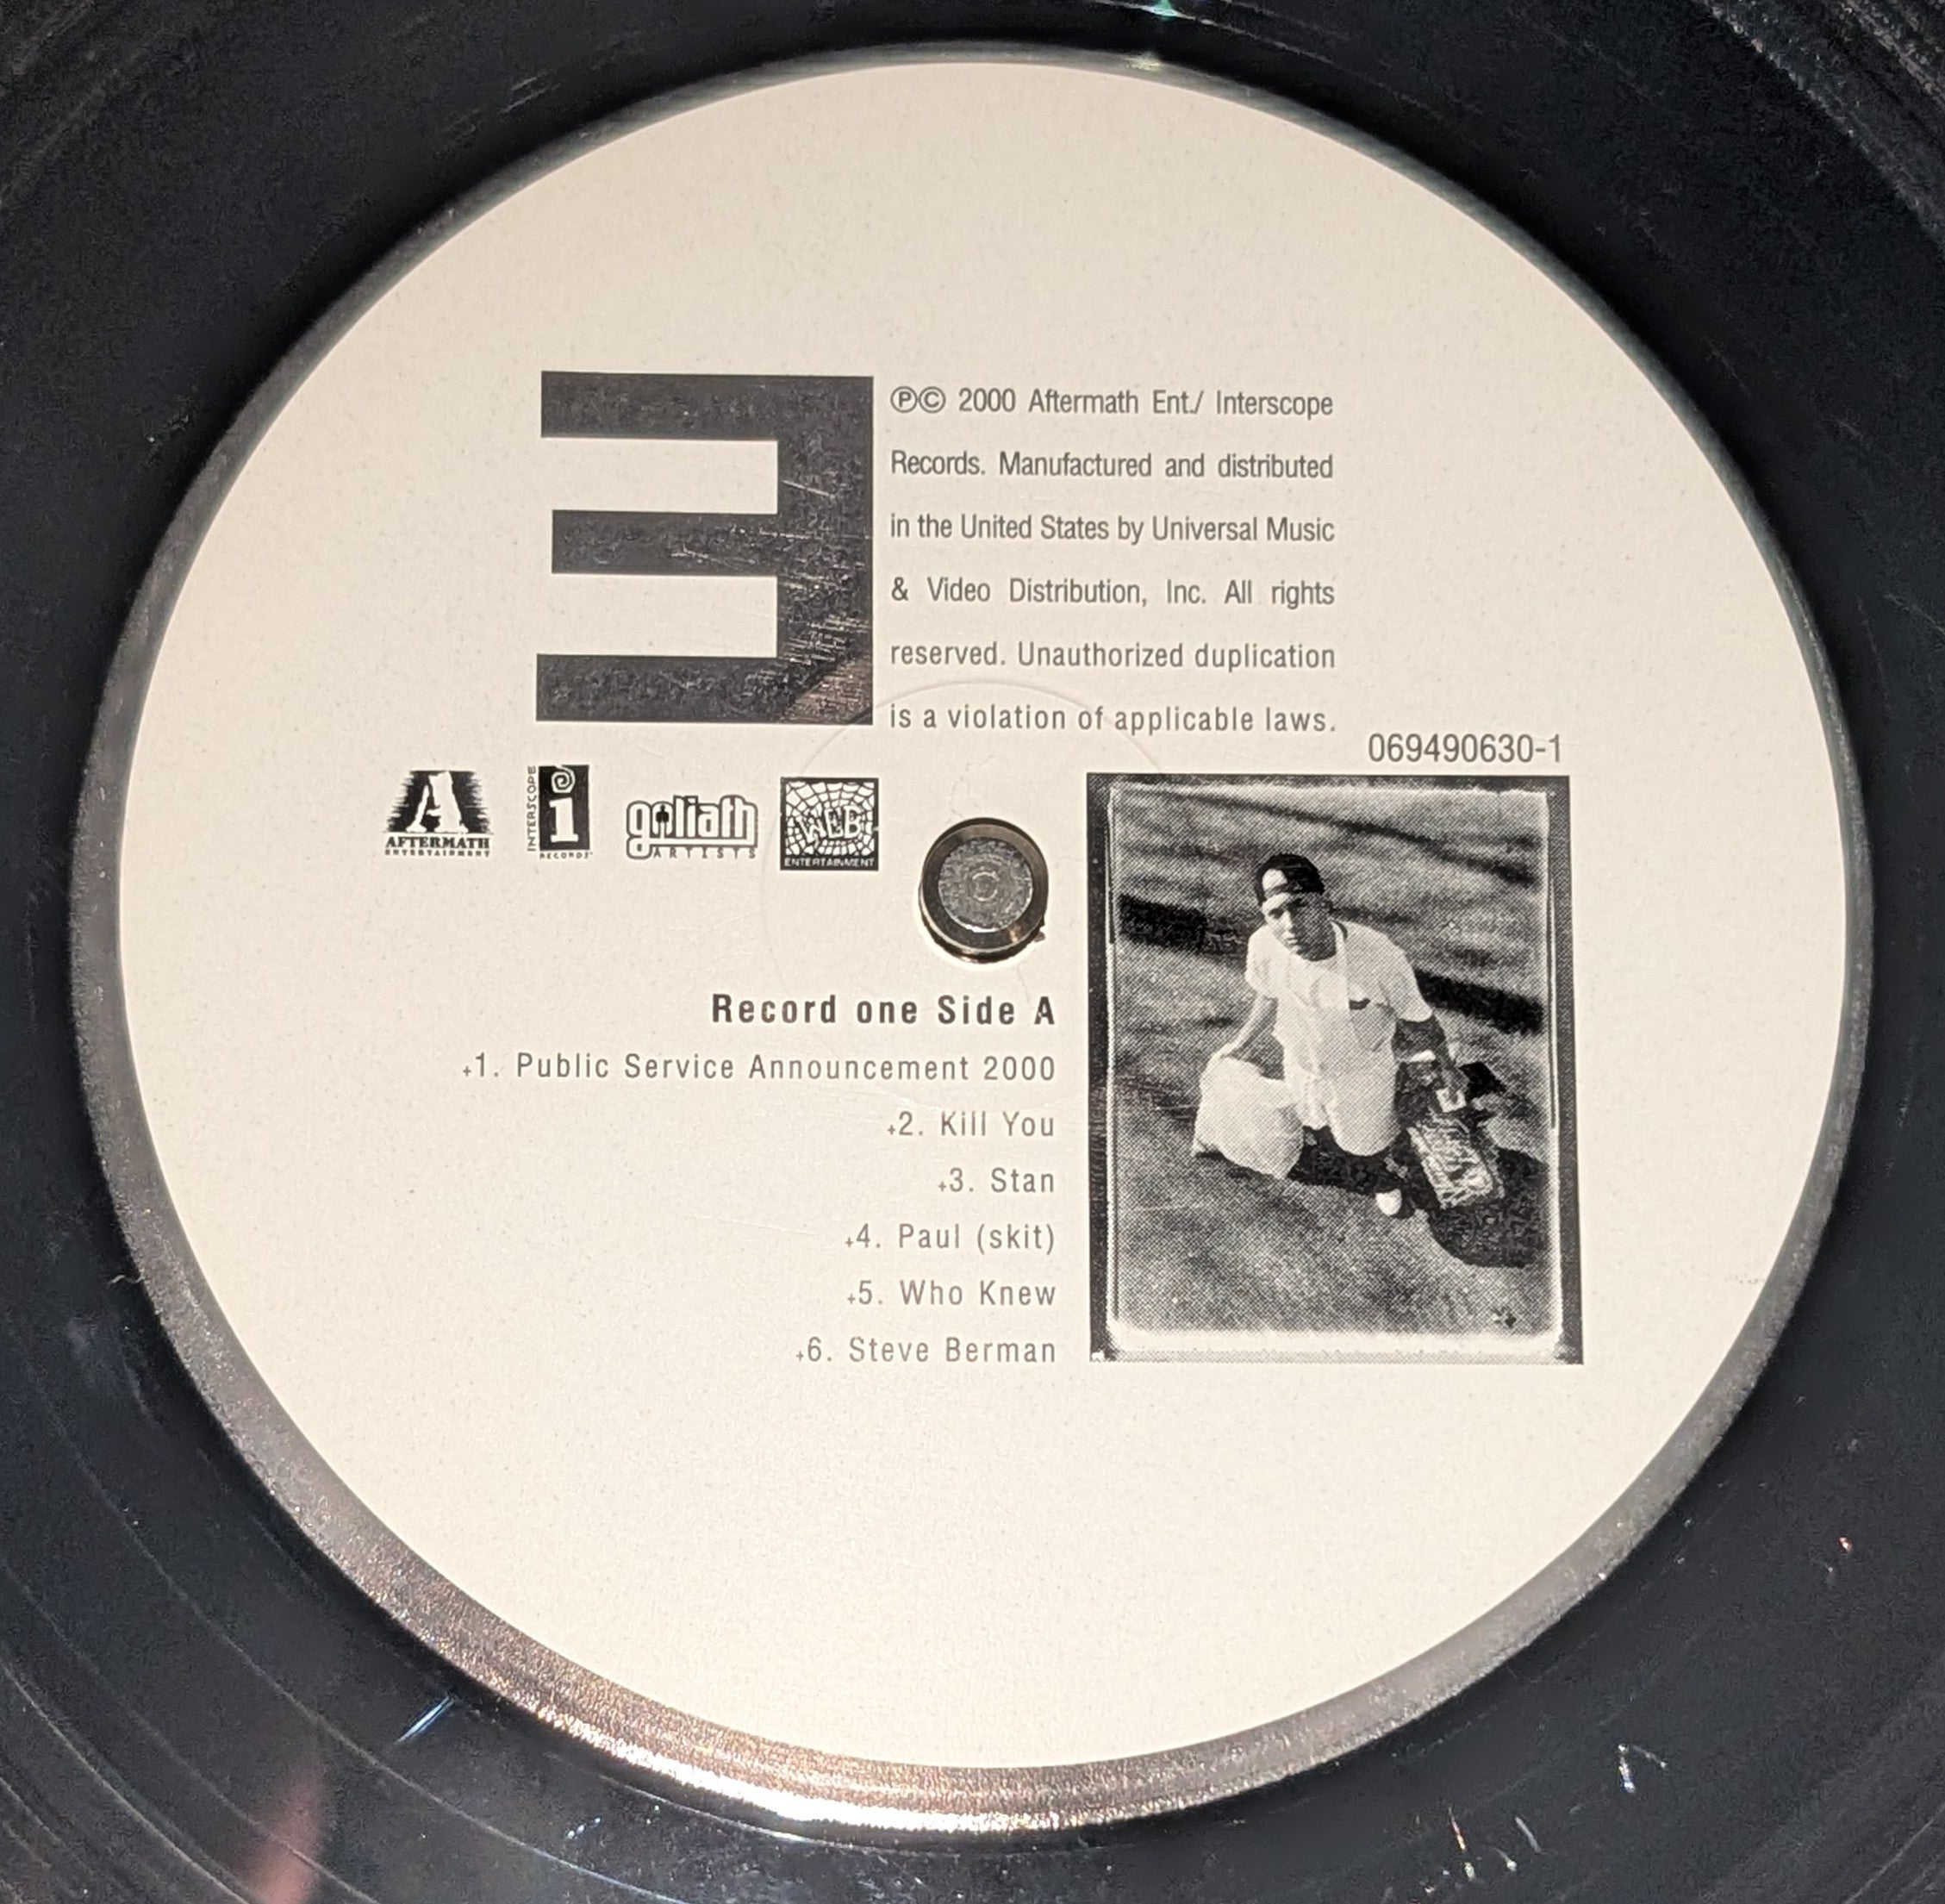 Ǝ
℗© 2000 Aftermath Ent./ Interscope
Records. Manufactured and distributed
in the United States by Universal Music
& Video Distribution, Inc. All rights
reserved. Unauthorized duplication
is a violation of applicable laws.
069490630-1
A
AFTERMATH
ENTERTAINMENT
INTERSCOPE
i
RECORDS
goliath
ARTISTS
WEB
ENTERTAINMENT
Record one Side A
+1. Public Service Announcement 2000
+2. Kill You
+3. Stan
+4. Paul (skit)
+5. Who Knew
+6. Steve Berman